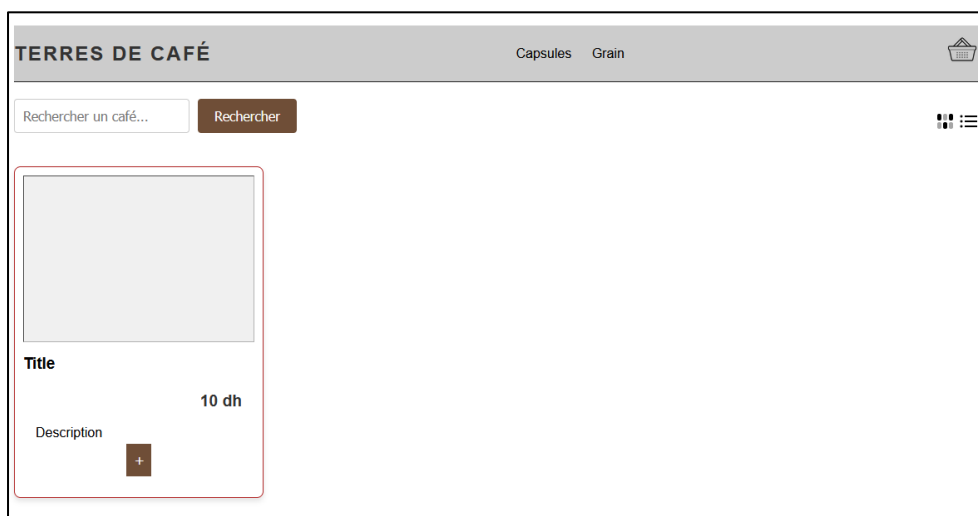 TERRES DE CAFÉ Capsules Grain
Rechercher un café... Rechercher
Title
10 dh
Description
+